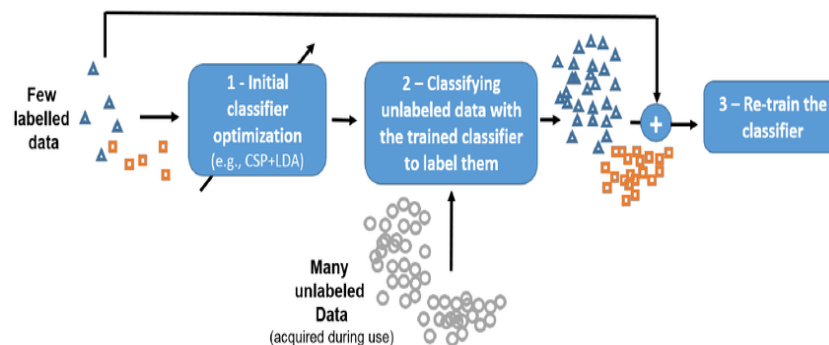 Few
labelled
data
1 - Initial
classifier
optimization
(e.g., CSP+LDA)
2 – Classifying
unlabeled data with
the trained classifier
to label them
+
3 – Re-train the
classifier
Many
unlabeled
Data
(acquired during use)